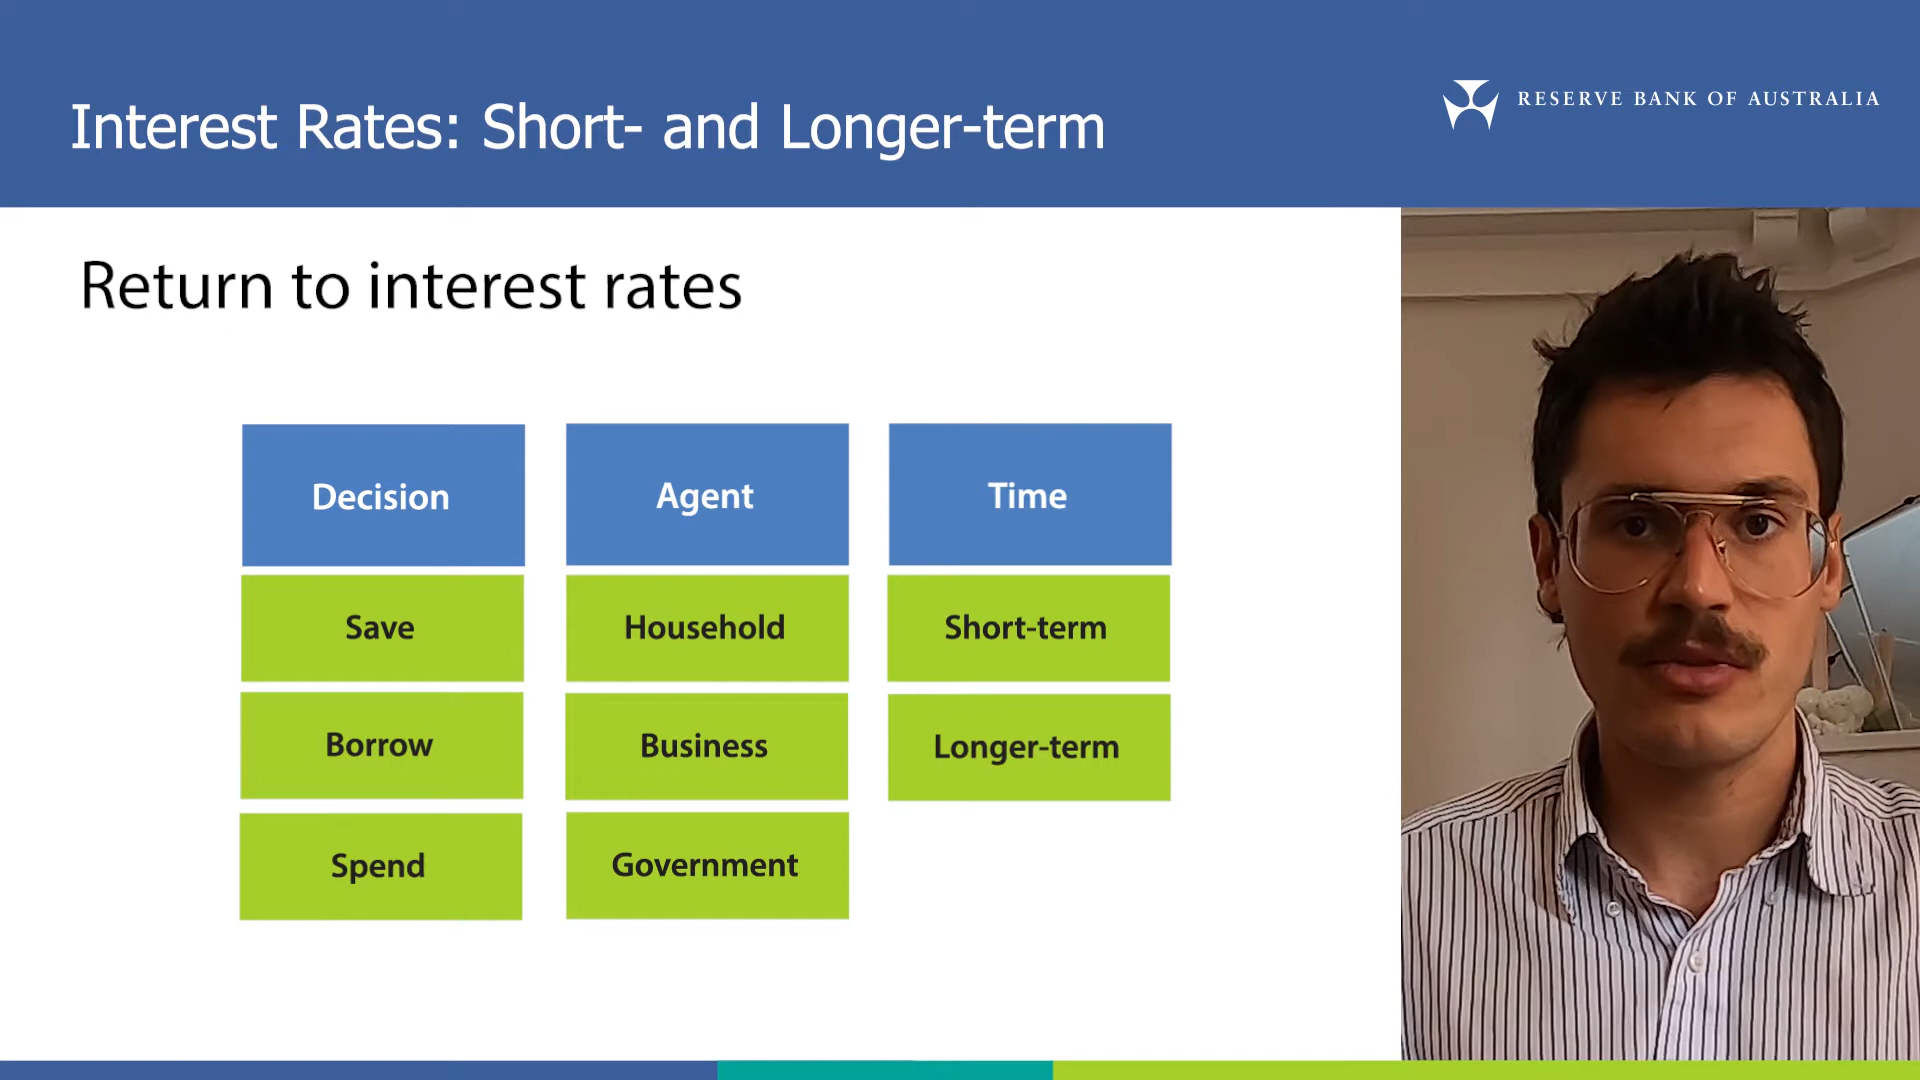 Interest Rates: Short- and Longer-term
RESERVE BANK OF AUSTRALIA
Return to interest rates
Decision
Agent
Time
Save
Household
Short-term
Borrow
Business
Longer-term
Spend
Government